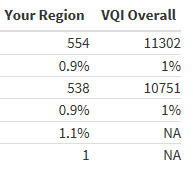 Your Region VQI Overall
554 11302
0.9% 1%
538 10751
0.9% 1%
1.1% NA
1 NA